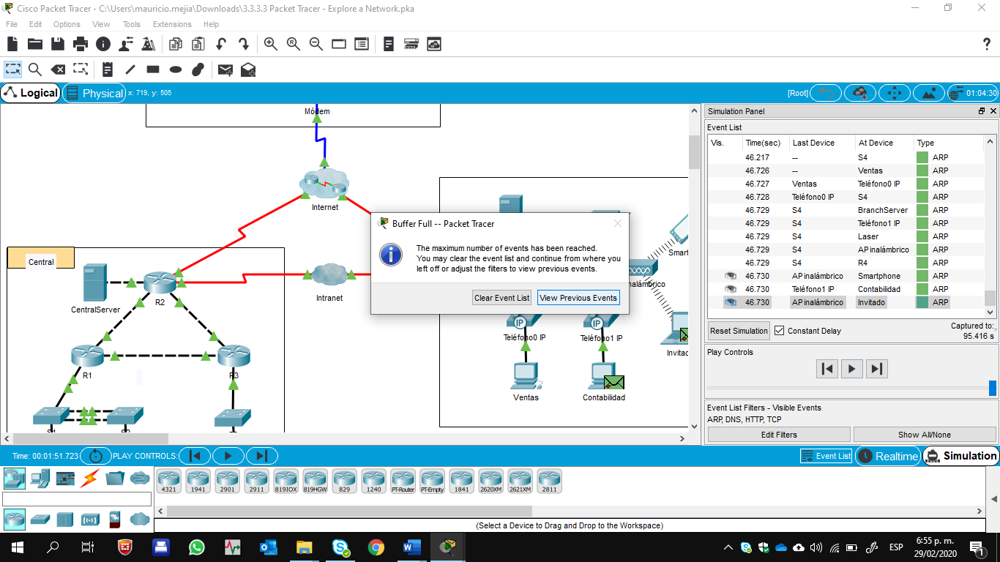 Cisco Packet Tracer - C:\Users\mauricio.mejia\Downloads\3.3.3.3 Packet Tracer - Explore a Network.pka
File Edit Options View Tools Extensions Help
Logical Physical x: 719, y: 505 [Root] 01:04:30
Módem
Internet
Central
CentralServer
R2
Intranet
R1
R3
Smart
inalámbrico
IP
IP
Teléfono0 IP
Teléfono1 IP
Invitado
Ventas
Contabilidad
Buffer Full -- Packet Tracer
The maximum number of events has been reached.
You may clear the event list and continue from where you
left off or adjust the filters to view previous events.
Clear Event List View Previous Events
Simulation Panel
Event List
Vis. Time(sec) Last Device At Device Type
46.217 -- S4 ARP
46.726 -- Ventas ARP
46.727 Ventas Teléfono0 IP ARP
46.728 Teléfono0 IP S4 ARP
46.729 S4 BranchServer ARP
46.729 S4 Teléfono1 IP ARP
46.729 S4 Laser ARP
46.729 S4 AP inalámbrico ARP
46.729 S4 R4 ARP
46.730 AP inalámbrico Smartphone ARP
46.730 Teléfono1 IP Contabilidad ARP
46.730 AP inalámbrico Invitado ARP
Reset Simulation Constant Delay Captured to:
95.416 s
Play Controls
Event List Filters - Visible Events
ARP, DNS, HTTP, TCP
Edit Filters Show All/None
Time: 00:01:51.723 PLAY CONTROLS: Event List Realtime Simulation
4321 1941 2901 2911 819IOX 819HGW 829 1240 PT-Router PT-Empty 1841 2620XM 2621XM 2811
(Select a Device to Drag and Drop to the Workspace)
ESP
6:55 p. m.
29/02/2020
1